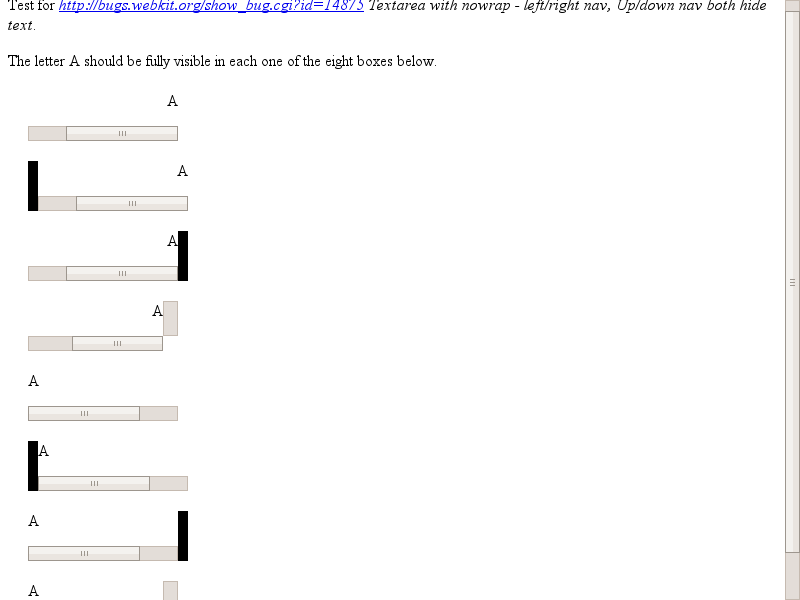 Test for http://bugs.webkit.org/show_bug.cgi?id=14875 Textarea with nowrap - left/right nav, Up/down nav both hide
text.
The letter A should be fully visible in each one of the eight boxes below.
A
A
A
A
A
A
A
A